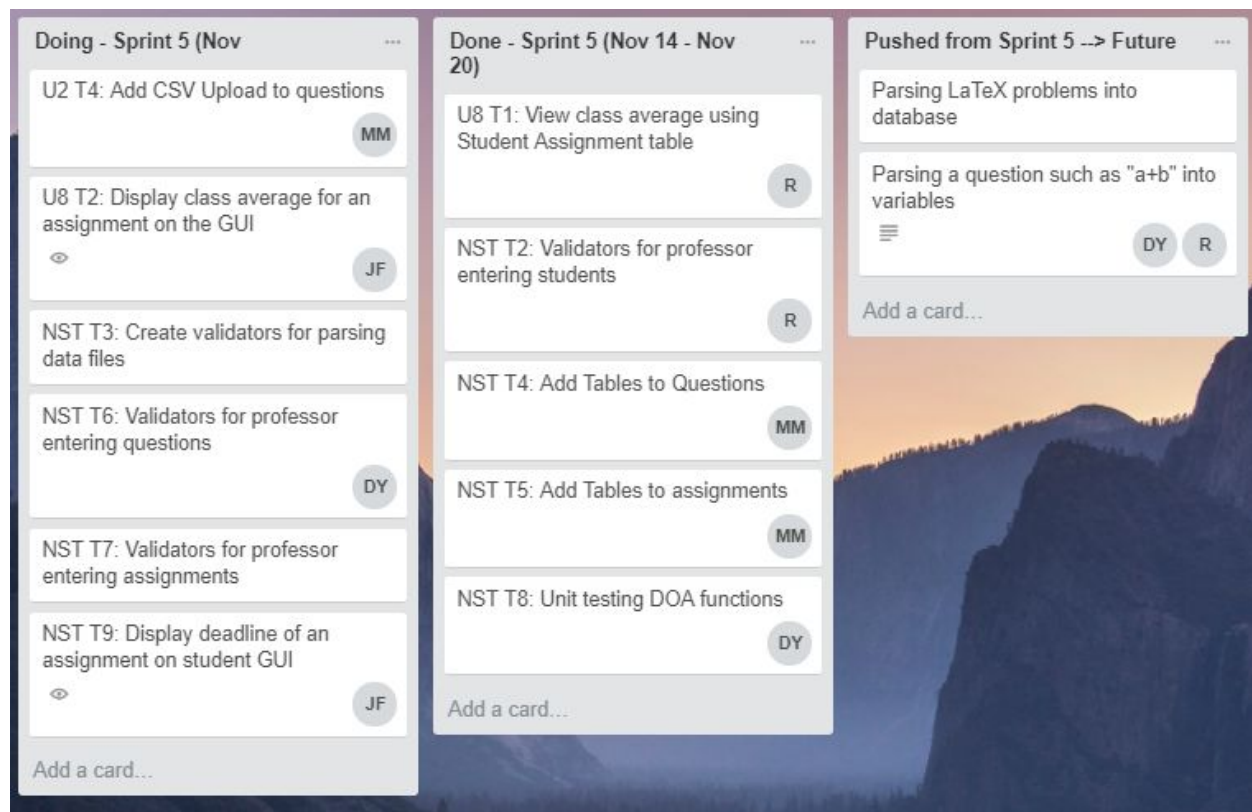 Doing - Sprint 5 (Nov
U2 T4: Add CSV Upload to questions
MM
U8 T2: Display class average for an
assignment on the GUI
JF
NST T3: Create validators for parsing
data files
NST T6: Validators for professor
entering questions
DY
NST T7: Validators for professor
entering assignments
NST T9: Display deadline of an
assignment on student GUI
JF
Add a card...
Done - Sprint 5 (Nov 14 - Nov
20)
U8 T1: View class average using
Student Assignment table
R
NST T2: Validators for professor
entering students
R
NST T4: Add Tables to Questions
MM
NST T5: Add Tables to assignments
MM
NST T8: Unit testing DOA functions
DY
Add a card...
Pushed from Sprint 5 --> Future
Parsing LaTeX problems into
database
Parsing a question such as "a+b" into
variables
DY R
Add a card...